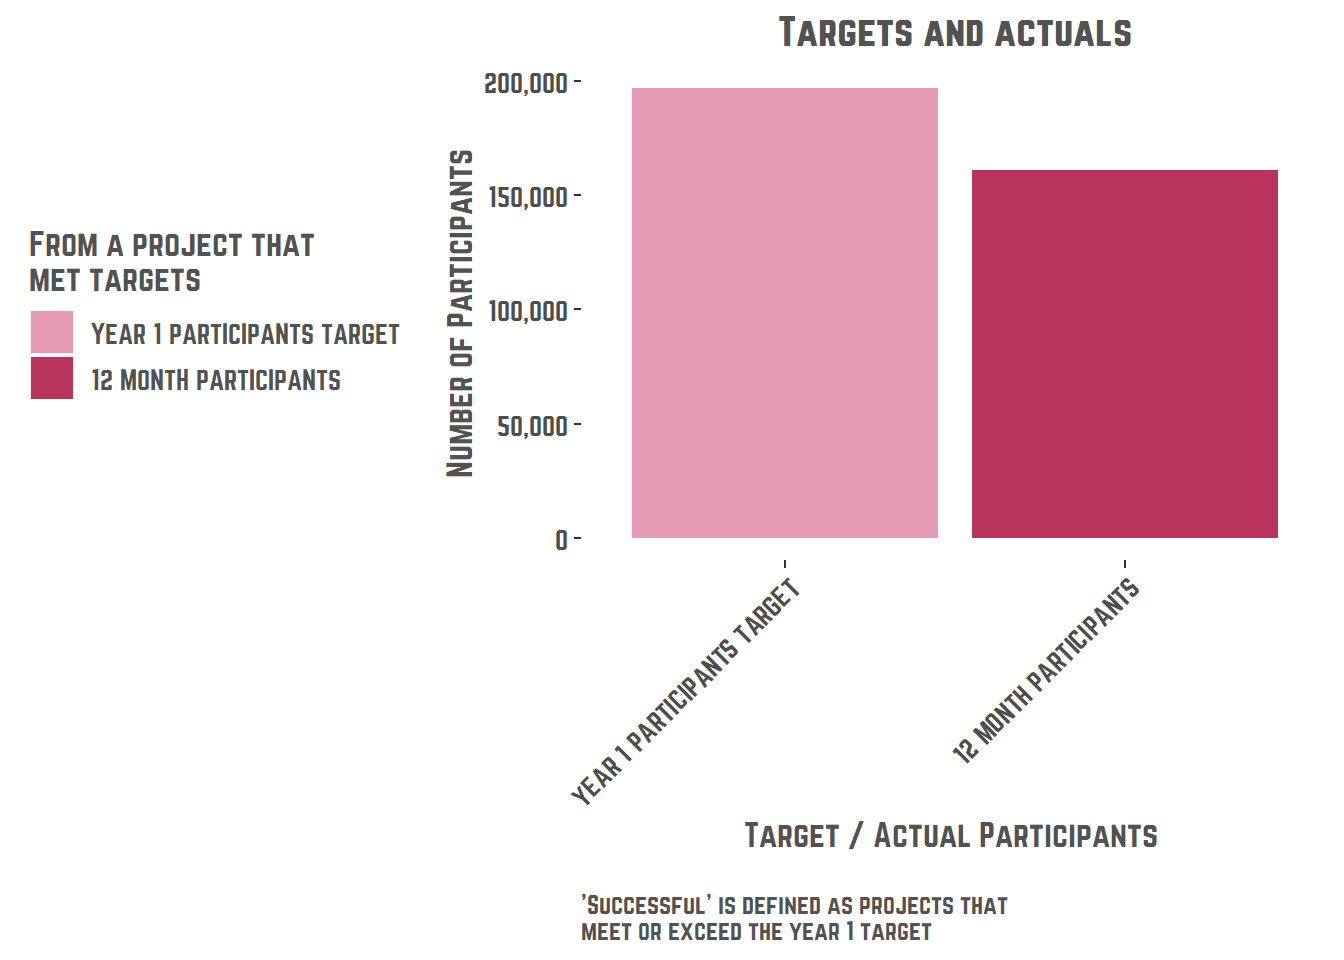 Targets and actuals
From a project that
met targets
Year 1 participants target
12 month participants
Number of Participants
200,000
150,000
100,000
50,000
0
Year 1 participants target
12 month participants
Target / Actual Participants
'Successful' is defined as projects that
meet or exceed the year 1 target